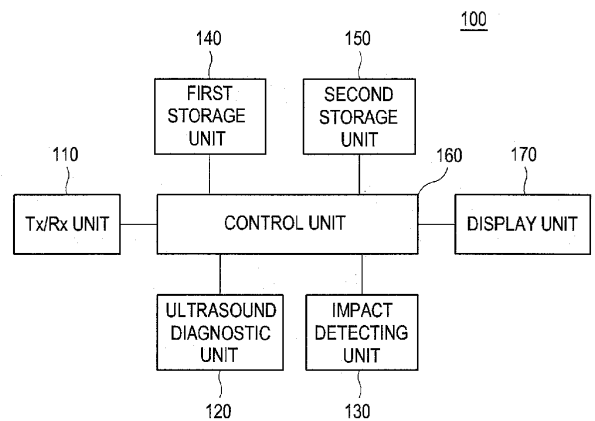 100
140
150
FIRST
STORAGE
UNIT
SECOND
STORAGE
UNIT
110
160
170
Tx/Rx UNIT
CONTROL UNIT
DISPLAY UNIT
ULTRASOUND
DIAGNOSTIC
UNIT
IMPACT
DETECTING
UNIT
120
130